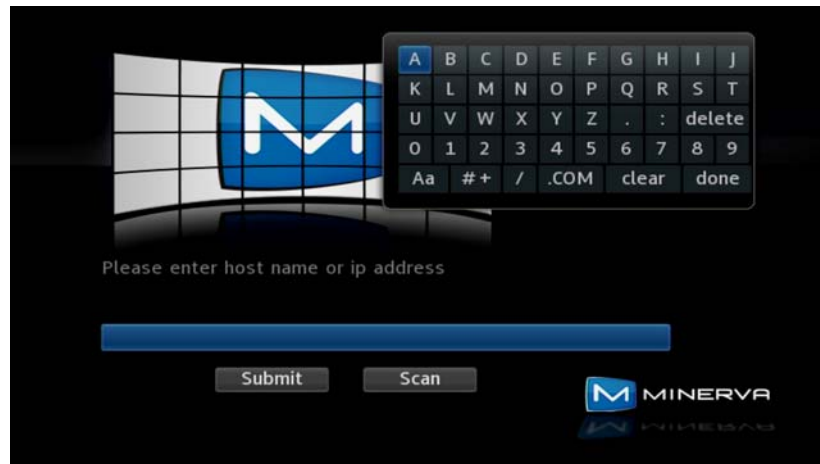 A B C D E F G H I J
K L M N O P Q R S T
U V W X Y Z . : delete
0 1 2 3 4 5 6 7 8 9
Aa #+ / .COM clear done
Please enter host name or ip address
Submit Scan
MINERVA